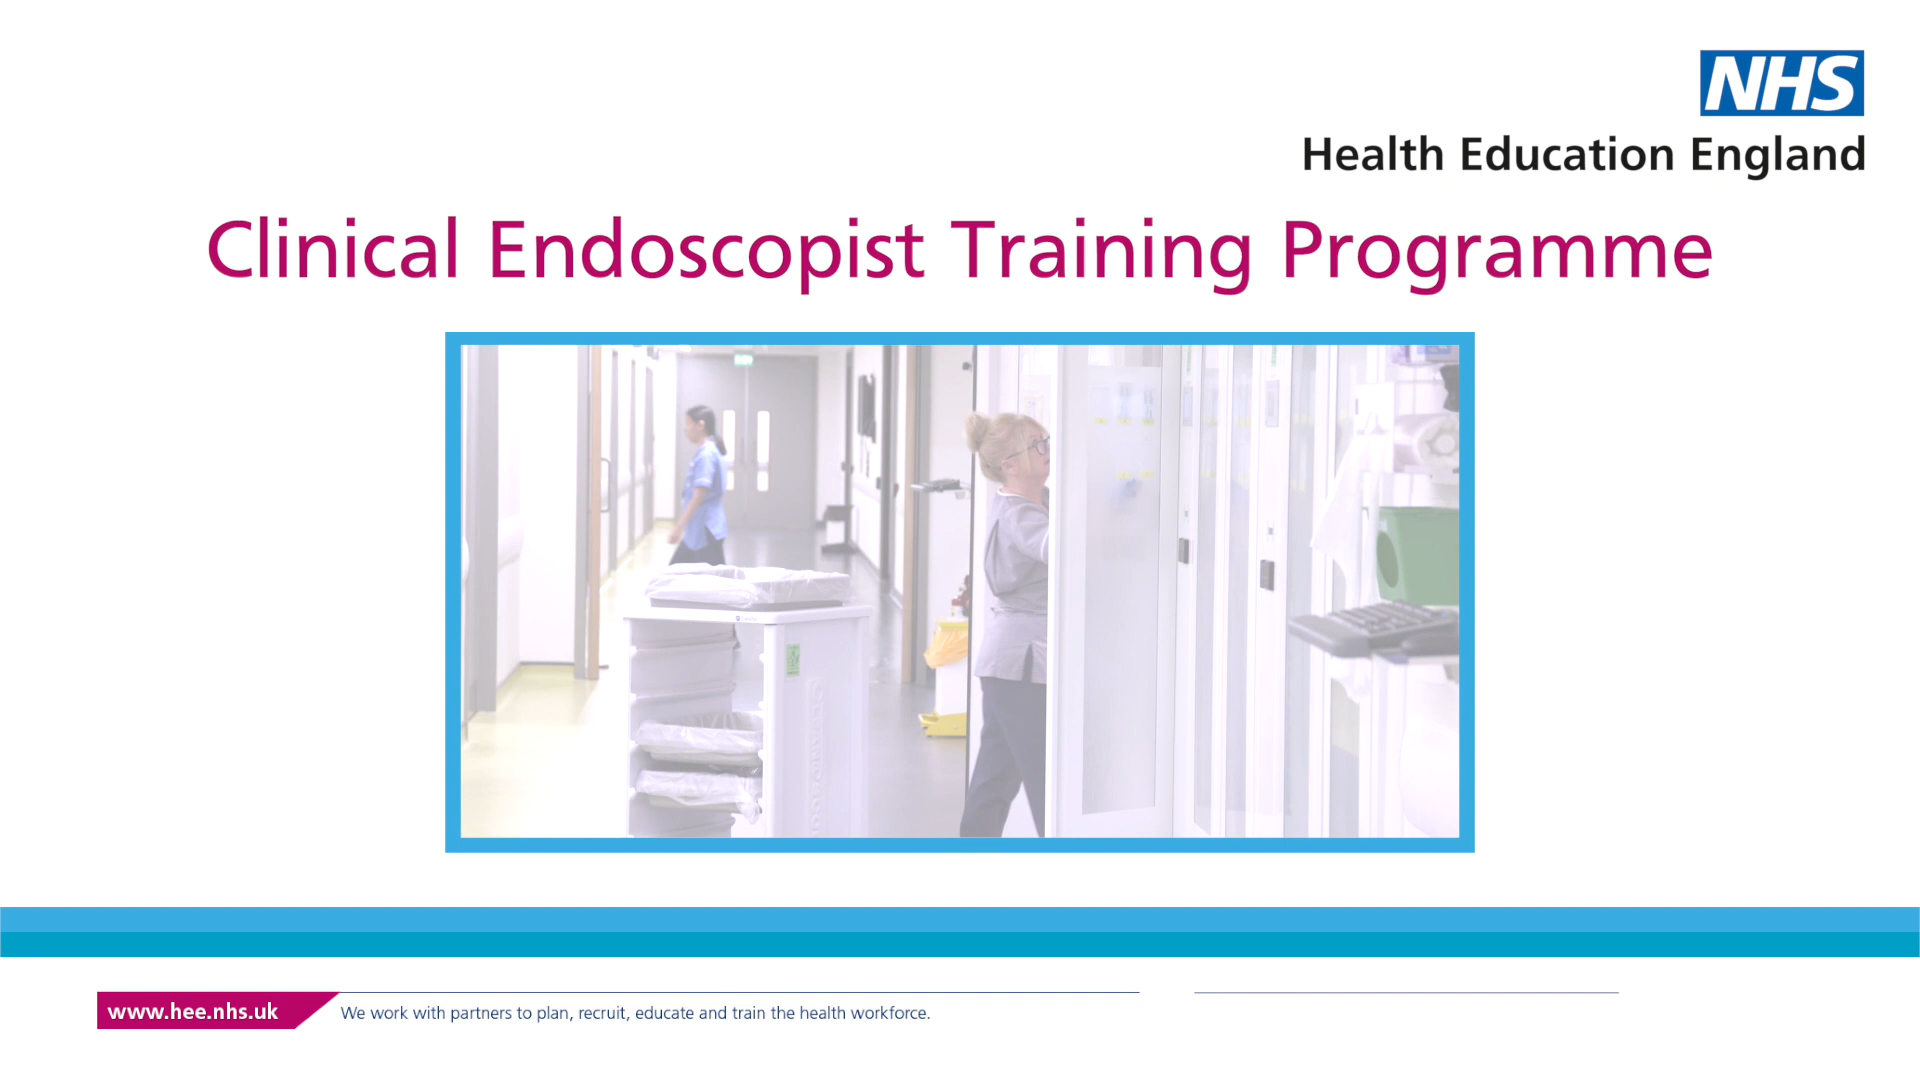 NHS
Health Education England
Clinical Endoscopist Training Programme
www.hee.nhs.uk
We work with partners to plan, recruit, educate and train the health workforce.